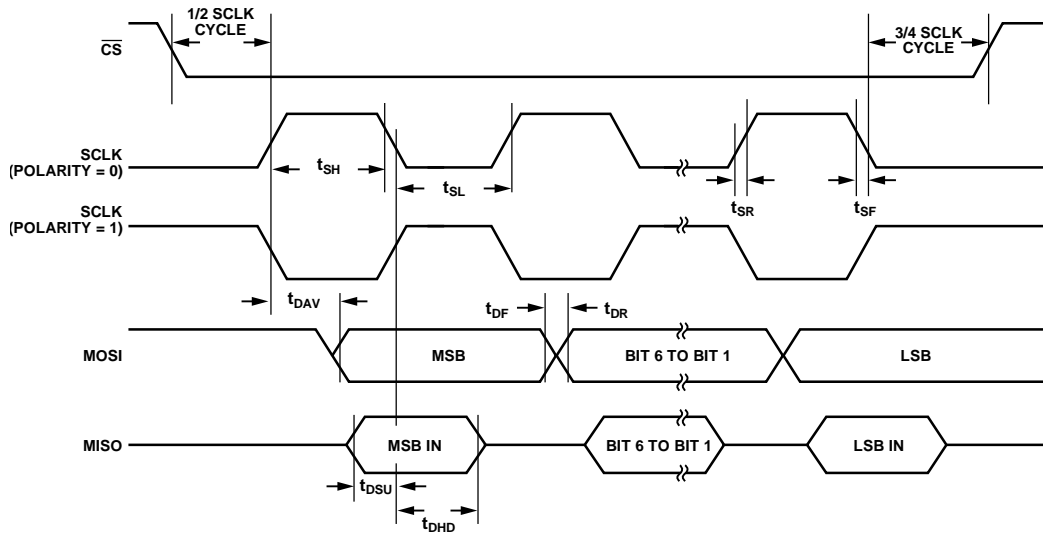 1/2 SCLK
CYCLE
3/4 SCLK
CYCLE
CS
SCLK
(POLARITY = 0)
tSH
tSL
tSR
tSF
SCLK
(POLARITY = 1)
tDAV
tDF
tDR
MOSI
MSB
BIT 6 TO BIT 1
LSB
MISO
MSB IN
BIT 6 TO BIT 1
LSB IN
tDSU
tDHD